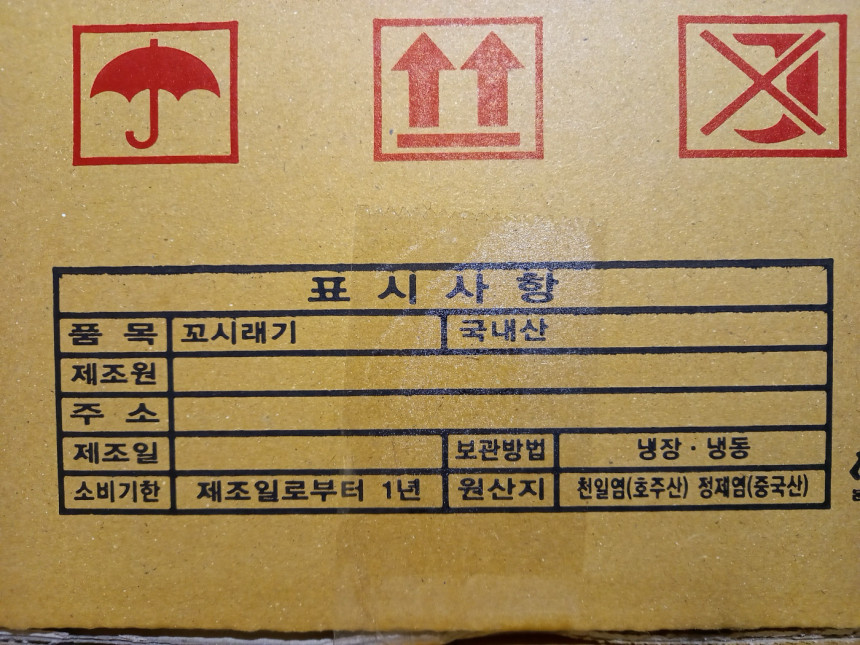 표시사항
품 목 꼬시래기 국내산
제조원
주 소
제조일 보관방법 냉장·냉동
소비기한 제조일로부터 1년 원산지 천일염(호주산) 정제염(중국산)